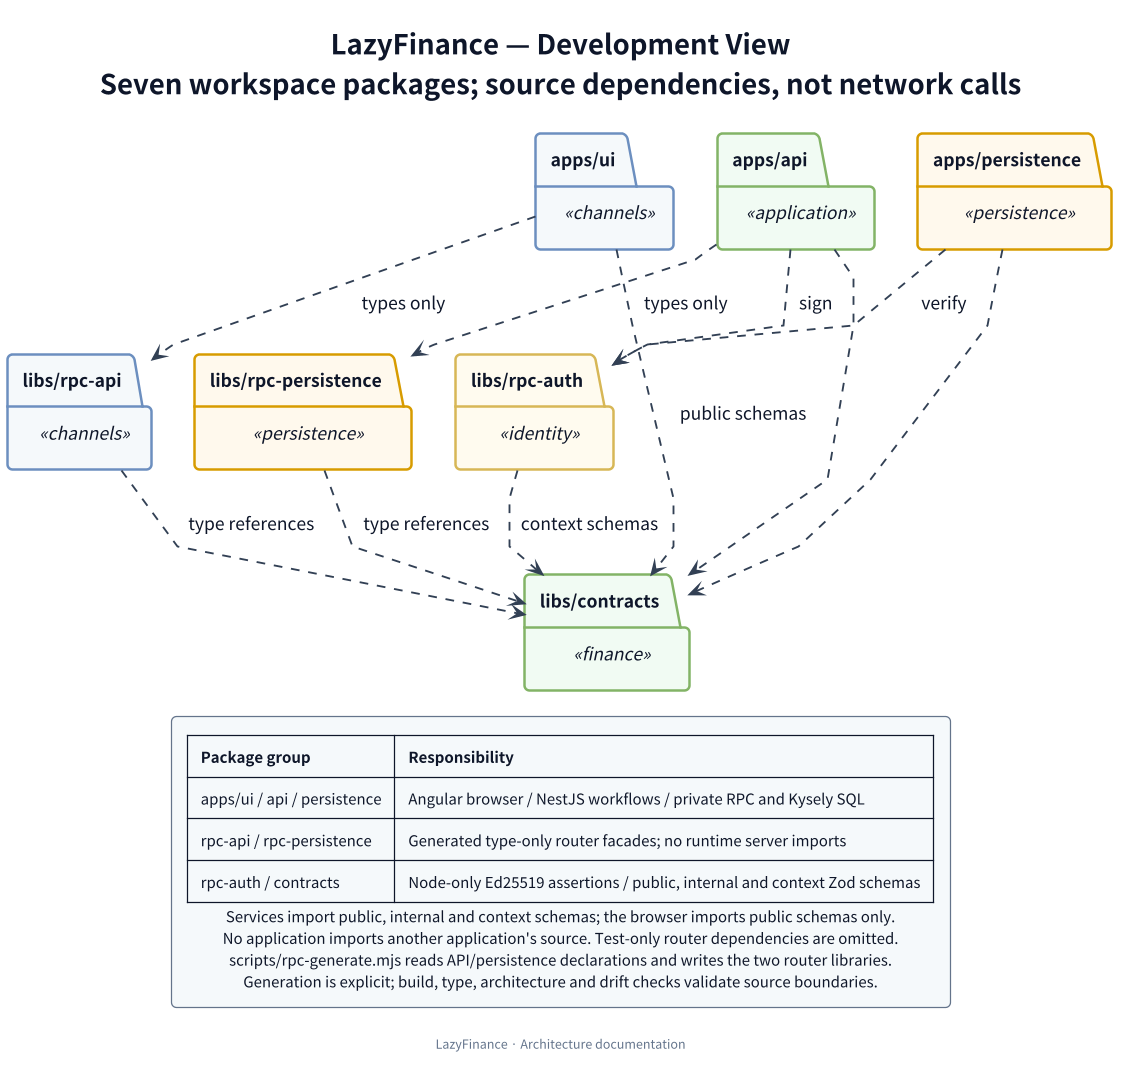 LazyFinance — Development View
Seven workspace packages; source dependencies, not network calls
apps/ui
apps/api
apps/persistence
«channels»
«application»
«persistence»
types only
types only
sign
verify
libs/rpc-api
libs/rpc-persistence
libs/rpc-auth
«channels»
«persistence»
«identity»
public schemas
type references
type references
context schemas
libs/contracts
«finance»
Package group
Responsibility
apps/ui / api / persistence
Angular browser / NestJS workflows / private RPC and Kysely SQL
rpc-api / rpc-persistence
Generated type-only router facades; no runtime server imports
rpc-auth / contracts
Node-only Ed25519 assertions / public, internal and context Zod schemas
Services import public, internal and context schemas; the browser imports public schemas only.
No application imports another application's source. Test-only router dependencies are omitted.
scripts/rpc-generate.mjs reads API/persistence declarations and writes the two router libraries.
Generation is explicit; build, type, architecture and drift checks validate source boundaries.
LazyFinance · Architecture documentation